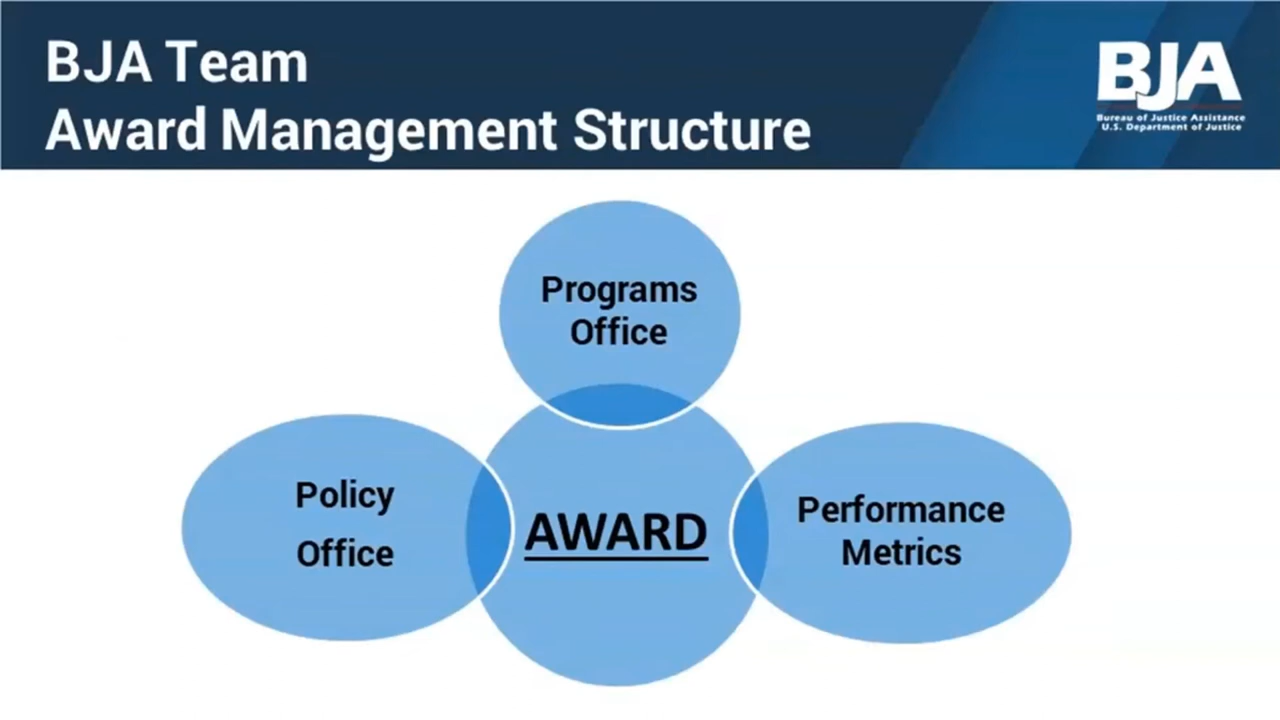 BJA Team
Award Management Structure
BJA
Bureau of Justice Assistance
U.S. Department of Justice
Programs
Office
Policy
Office
AWARD
Performance
Metrics